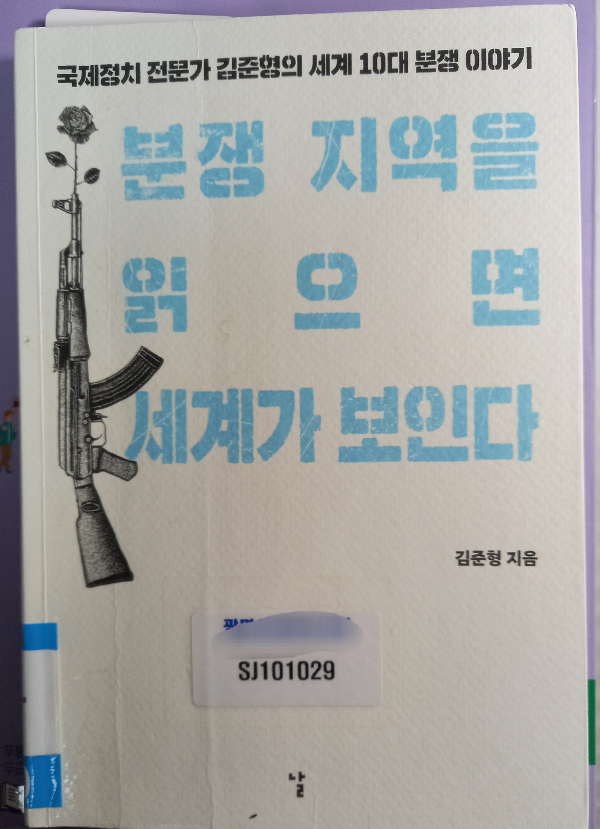 국제정치 전문가 김준형의 세계 10대 분쟁 이야기
분쟁 지역을
읽으면
세계가 보인다
김준형 지음
SJ101029
날